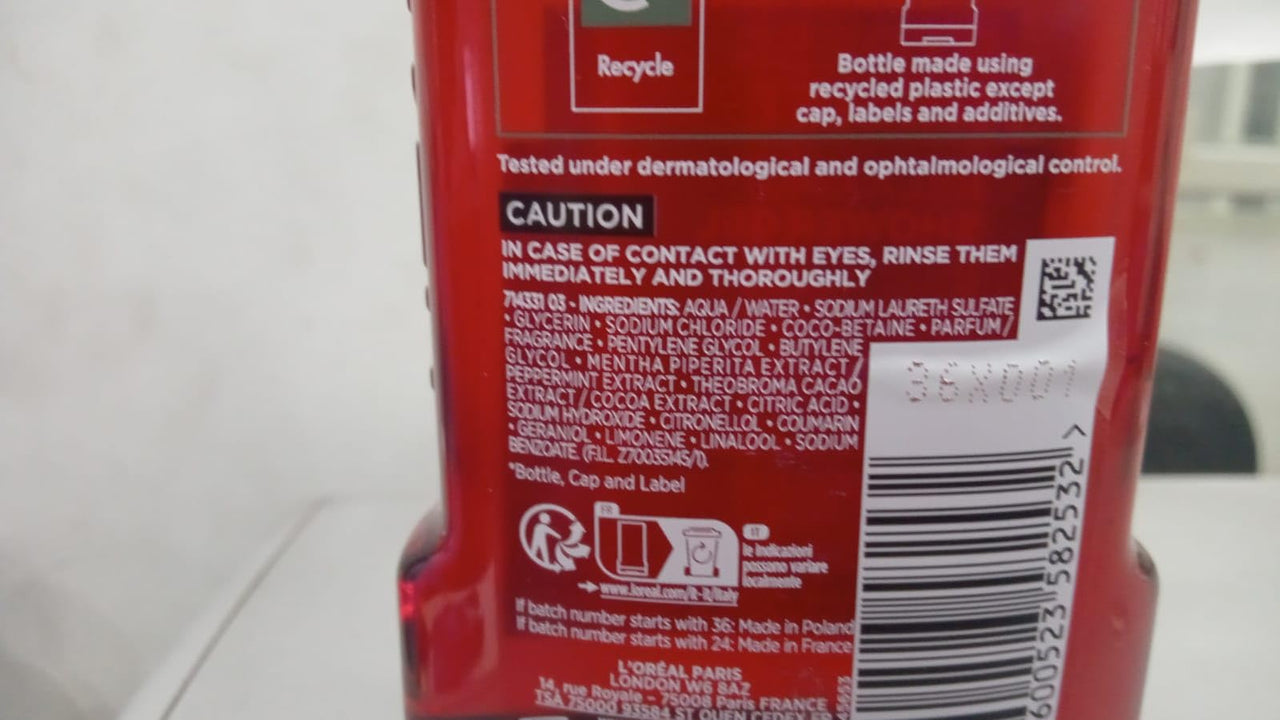 Recycle
Bottle made using
recycled plastic except
cap, labels and additives.
Tested under dermatological and ophtalmological control.
CAUTION
IN CASE OF CONTACT WITH EYES, RINSE THEM
IMMEDIATELY AND THOROUGHLY
714331 03 - INGREDIENTS: AQUA / WATER • SODIUM LAURETH SULFATE
• GLYCERIN • SODIUM CHLORIDE • COCO-BETAINE • PARFUM /
FRAGRANCE • PENTYLENE GLYCOL • BUTYLENE
GLYCOL • MENTHA PIPERITA EXTRACT /
PEPPERMINT EXTRACT • THEOBROMA CACAO
EXTRACT / COCOA EXTRACT • CITRIC ACID •
SODIUM HYDROXIDE • CITRONELLOL • COUMARIN
• GERANIOL • LIMONENE • LINALOOL • SODIUM
BENZOATE. (F.I.L. Z70035145/1).
*Bottle, Cap and Label
36X001
FR
IT
le indicazioni
possono variare
localmente
www.loreal.com/it-it/italy
If batch number starts with 36: Made in Poland
If batch number starts with 24: Made in France
L'ORÉAL PARIS
LONDON W6 8AZ
14, rue Royale - 75008 Paris FRANCE
TSA 75000 93584 ST OUEN CEDEX FR
600523 582532 >